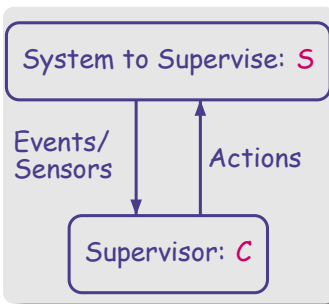 System to Supervise: S
Events/
Sensors
Actions
Supervisor: C